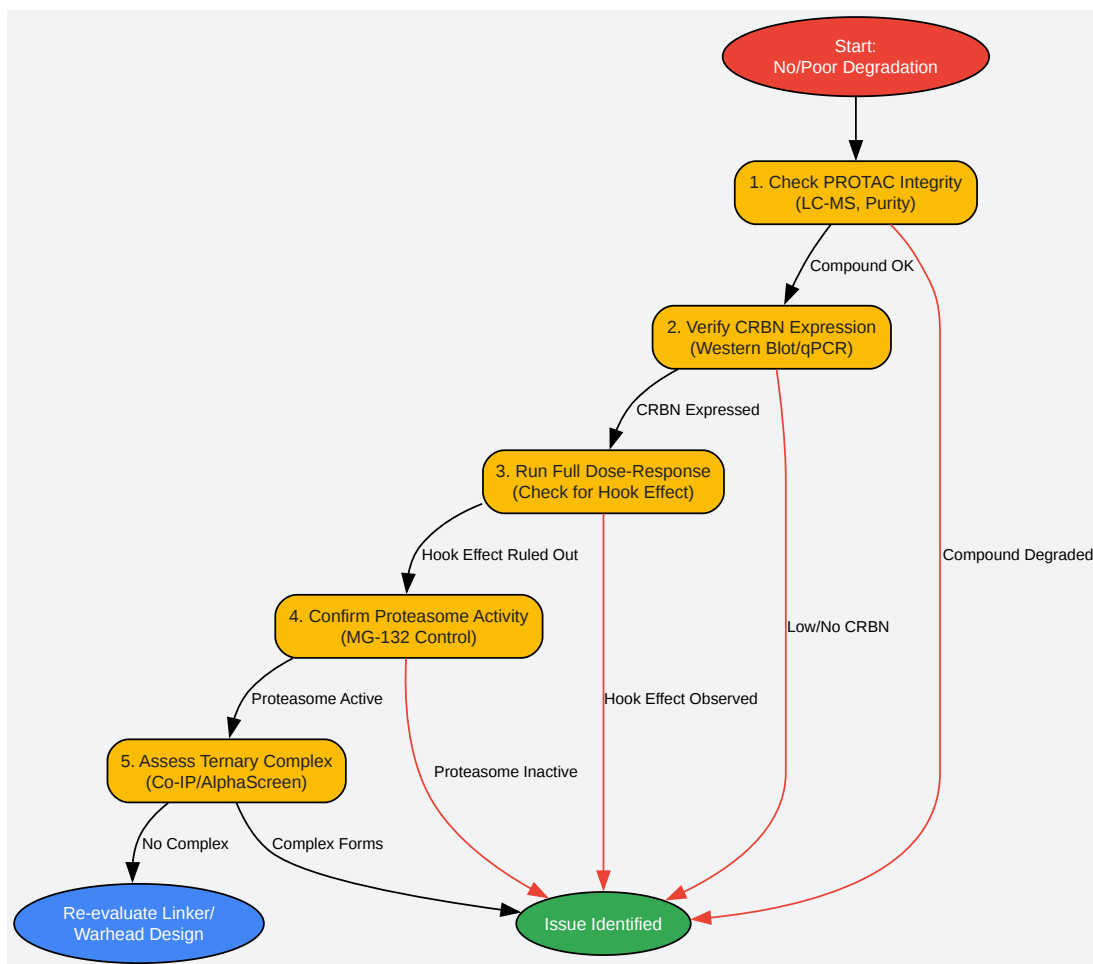 Start:
No/Poor Degradation
1. Check PROTAC Integrity
(LC-MS, Purity)
Compound OK
2. Verify CRBN Expression
(Western Blot/qPCR)
CRBN Expressed
3. Run Full Dose-Response
(Check for Hook Effect)
Hook Effect Ruled Out
Compound Degraded
4. Confirm Proteasome Activity
(MG-132 Control)
Low/No CRBN
Proteasome Active
Hook Effect Observed
5. Assess Ternary Complex
(Co-IP/AlphaScreen)
Proteasome Inactive
No Complex
Complex Forms
Re-evaluate Linker/
Warhead Design
Issue Identified